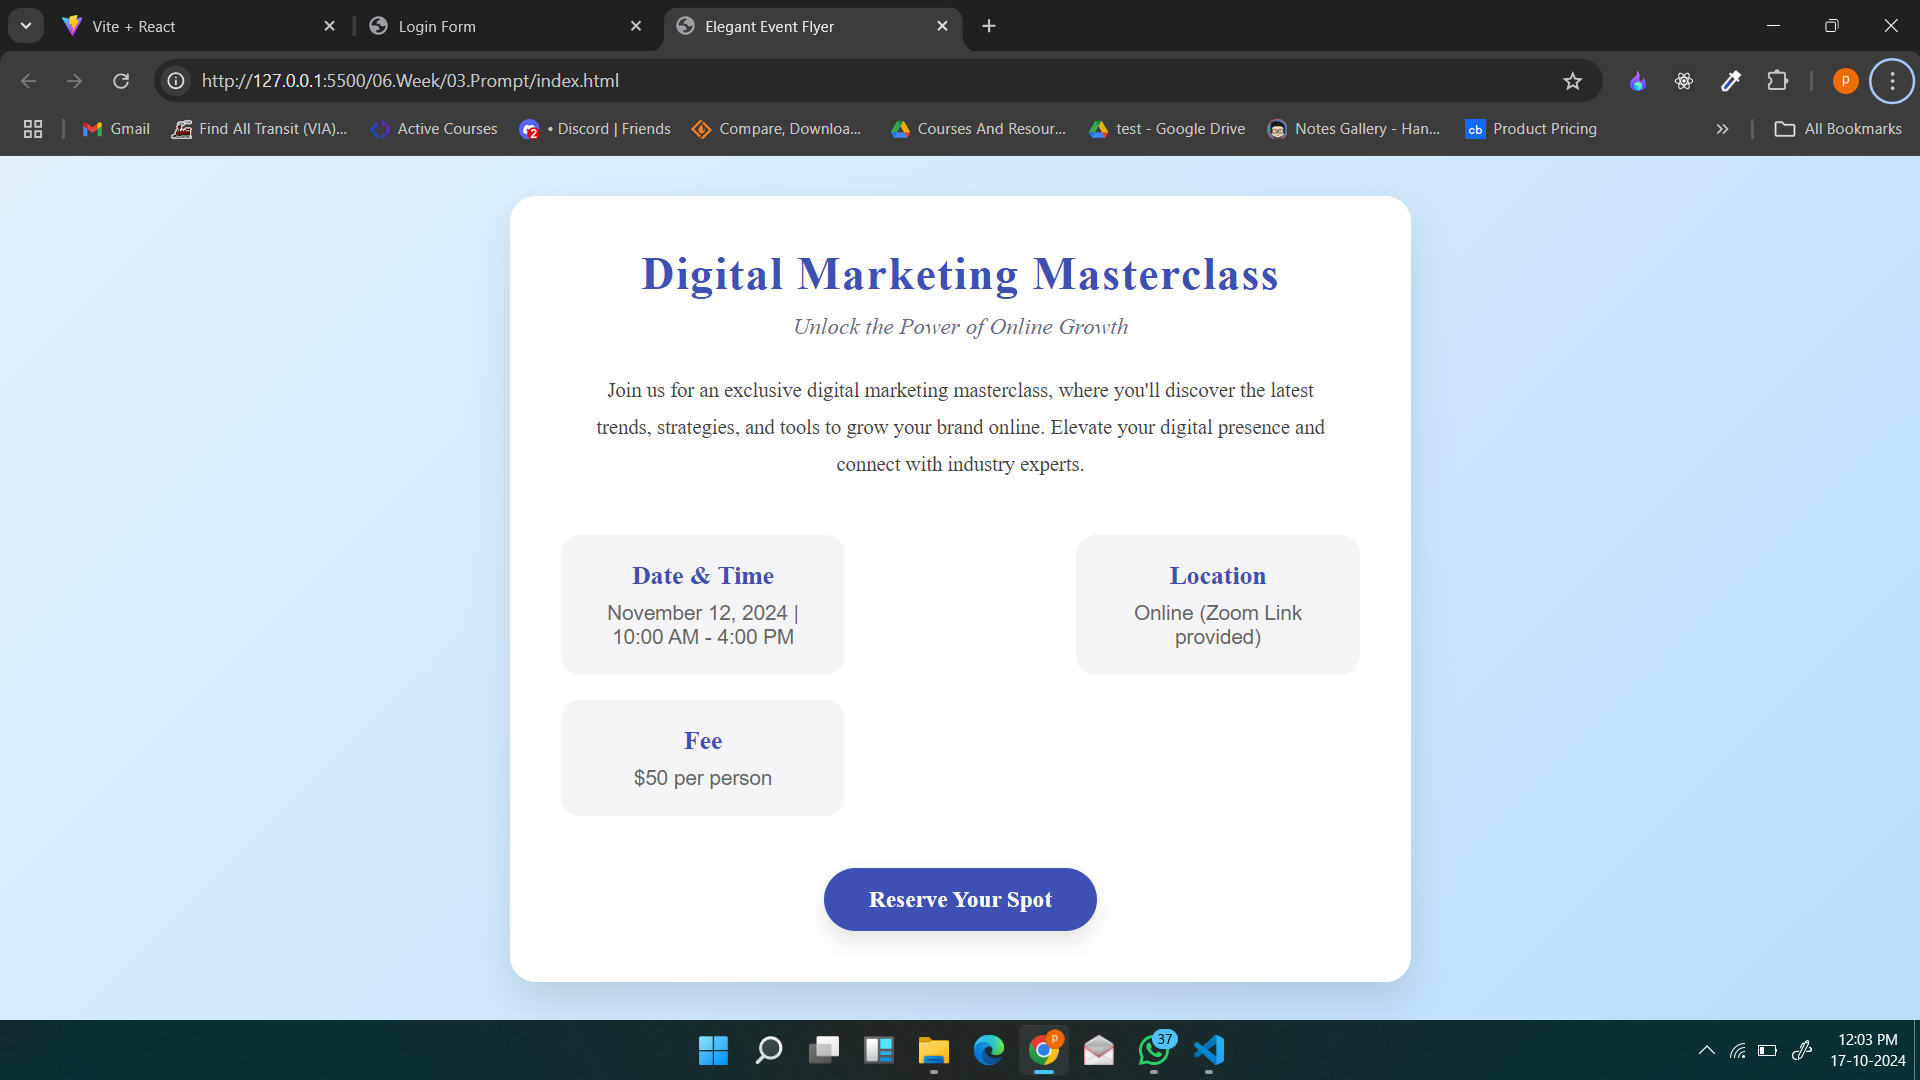 Vite + React
Login Form
Elegant Event Flyer
http://127.0.0.1:5500/06.Week/03.Prompt/index.html
P
Gmail
Find All Transit (VIA)...
Active Courses
2
• Discord | Friends
Compare, Downloa...
Courses And Resour...
test - Google Drive
Notes Gallery - Han...
cb
Product Pricing
All Bookmarks
Digital Marketing Masterclass
Unlock the Power of Online Growth
Join us for an exclusive digital marketing masterclass, where you'll discover the latest
trends, strategies, and tools to grow your brand online. Elevate your digital presence and
connect with industry experts.
Date & Time
November 12, 2024 |
10:00 AM - 4:00 PM
Location
Online (Zoom Link
provided)
Fee
$50 per person
Reserve Your Spot
P
37
12:03 PM
17-10-2024